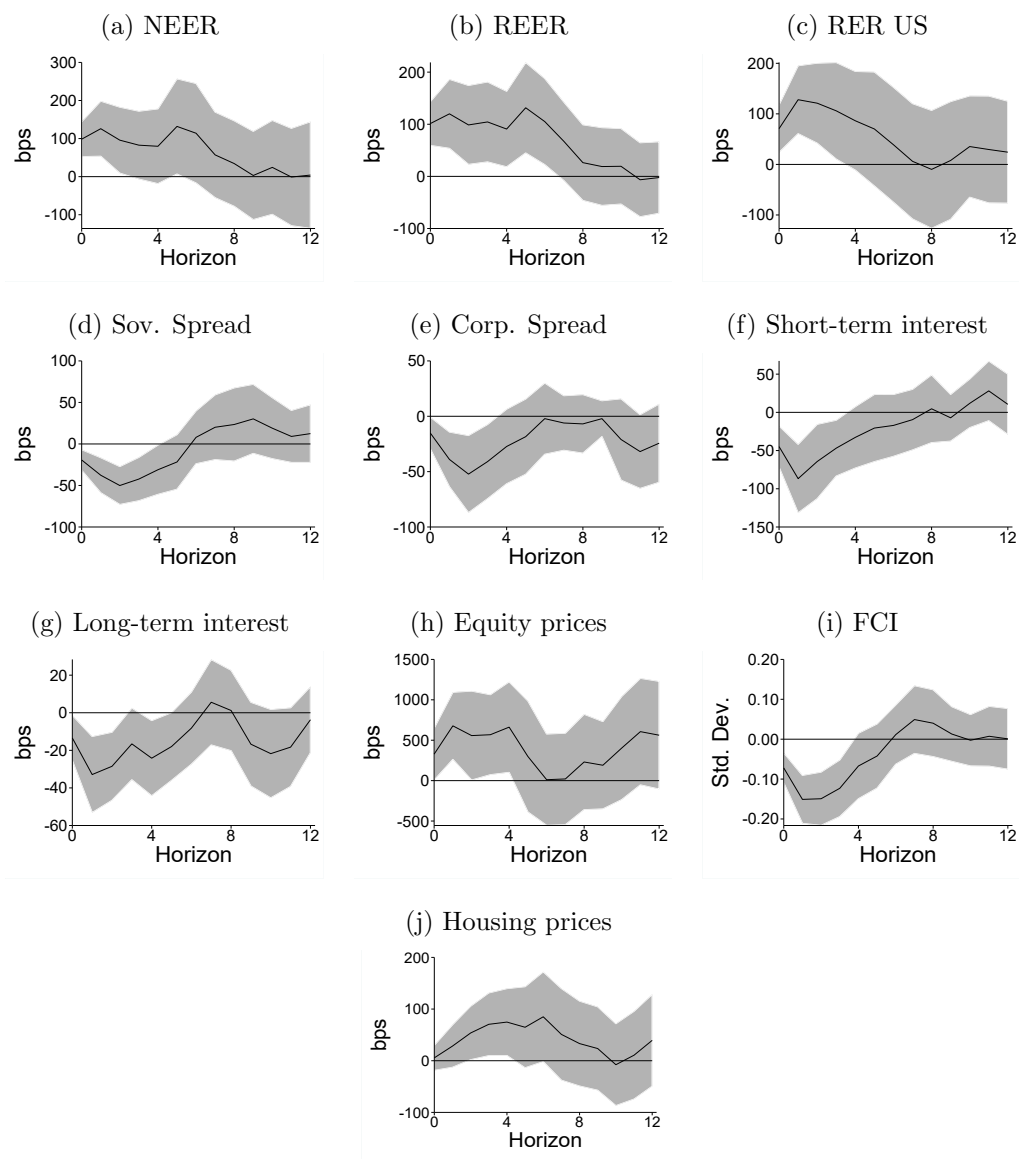 (a) NEER
300
200
100
0
-100
bps
0 4 8 12
Horizon
(b) REER
200
100
0
-100
bps
0 4 8 12
Horizon
(c) RER US
200
100
0
-100
bps
0 4 8 12
Horizon
(d) Sov. Spread
100
50
0
-50
-100
bps
0 4 8 12
Horizon
(e) Corp. Spread
50
0
-50
-100
bps
0 4 8 12
Horizon
(f) Short-term interest
50
0
-50
-100
-150
bps
0 4 8 12
Horizon
(g) Long-term interest
20
0
-20
-40
-60
bps
0 4 8 12
Horizon
(h) Equity prices
1500
1000
500
0
-500
bps
0 4 8 12
Horizon
(i) FCI
0.20
0.10
0.00
-0.10
-0.20
Std. Dev.
0 4 8 12
Horizon
(j) Housing prices
200
100
0
-100
bps
0 4 8 12
Horizon